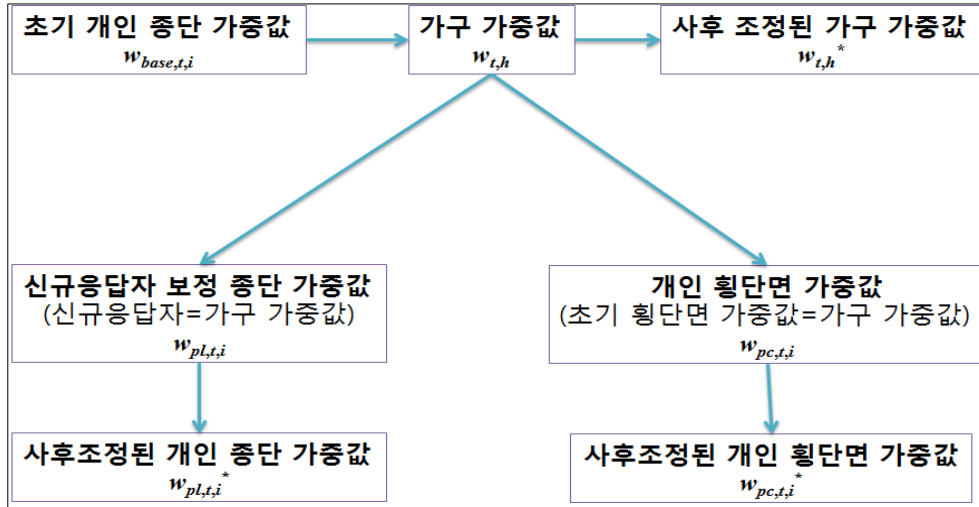 초기 개인 종단 가중값
w_{base,t,i}
가구 가중값
w_{t,h}
사후 조정된 가구 가중값
w_{t,h}*
신규응답자 보정 종단 가중값
(신규응답자=가구 가중값)
w_{pl,t,i}
개인 횡단면 가중값
(초기 횡단면 가중값=가구 가중값)
w_{pc,t,i}
사후조정된 개인 종단 가중값
w_{pl,t,i}*
사후조정된 개인 횡단면 가중값
w_{pc,t,i}*